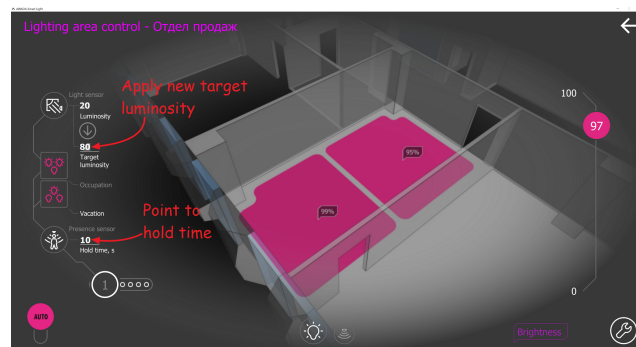 Lighting area control - Отдел продаж
Light sensor
20
Luminosity
80
Target
luminosity
Apply new target
luminosity
Occupation
Vacation
Point to
hold time
Presence sensor
10
Hold time, s
1
AUTO
99%
95%
100
97
0
Brightness